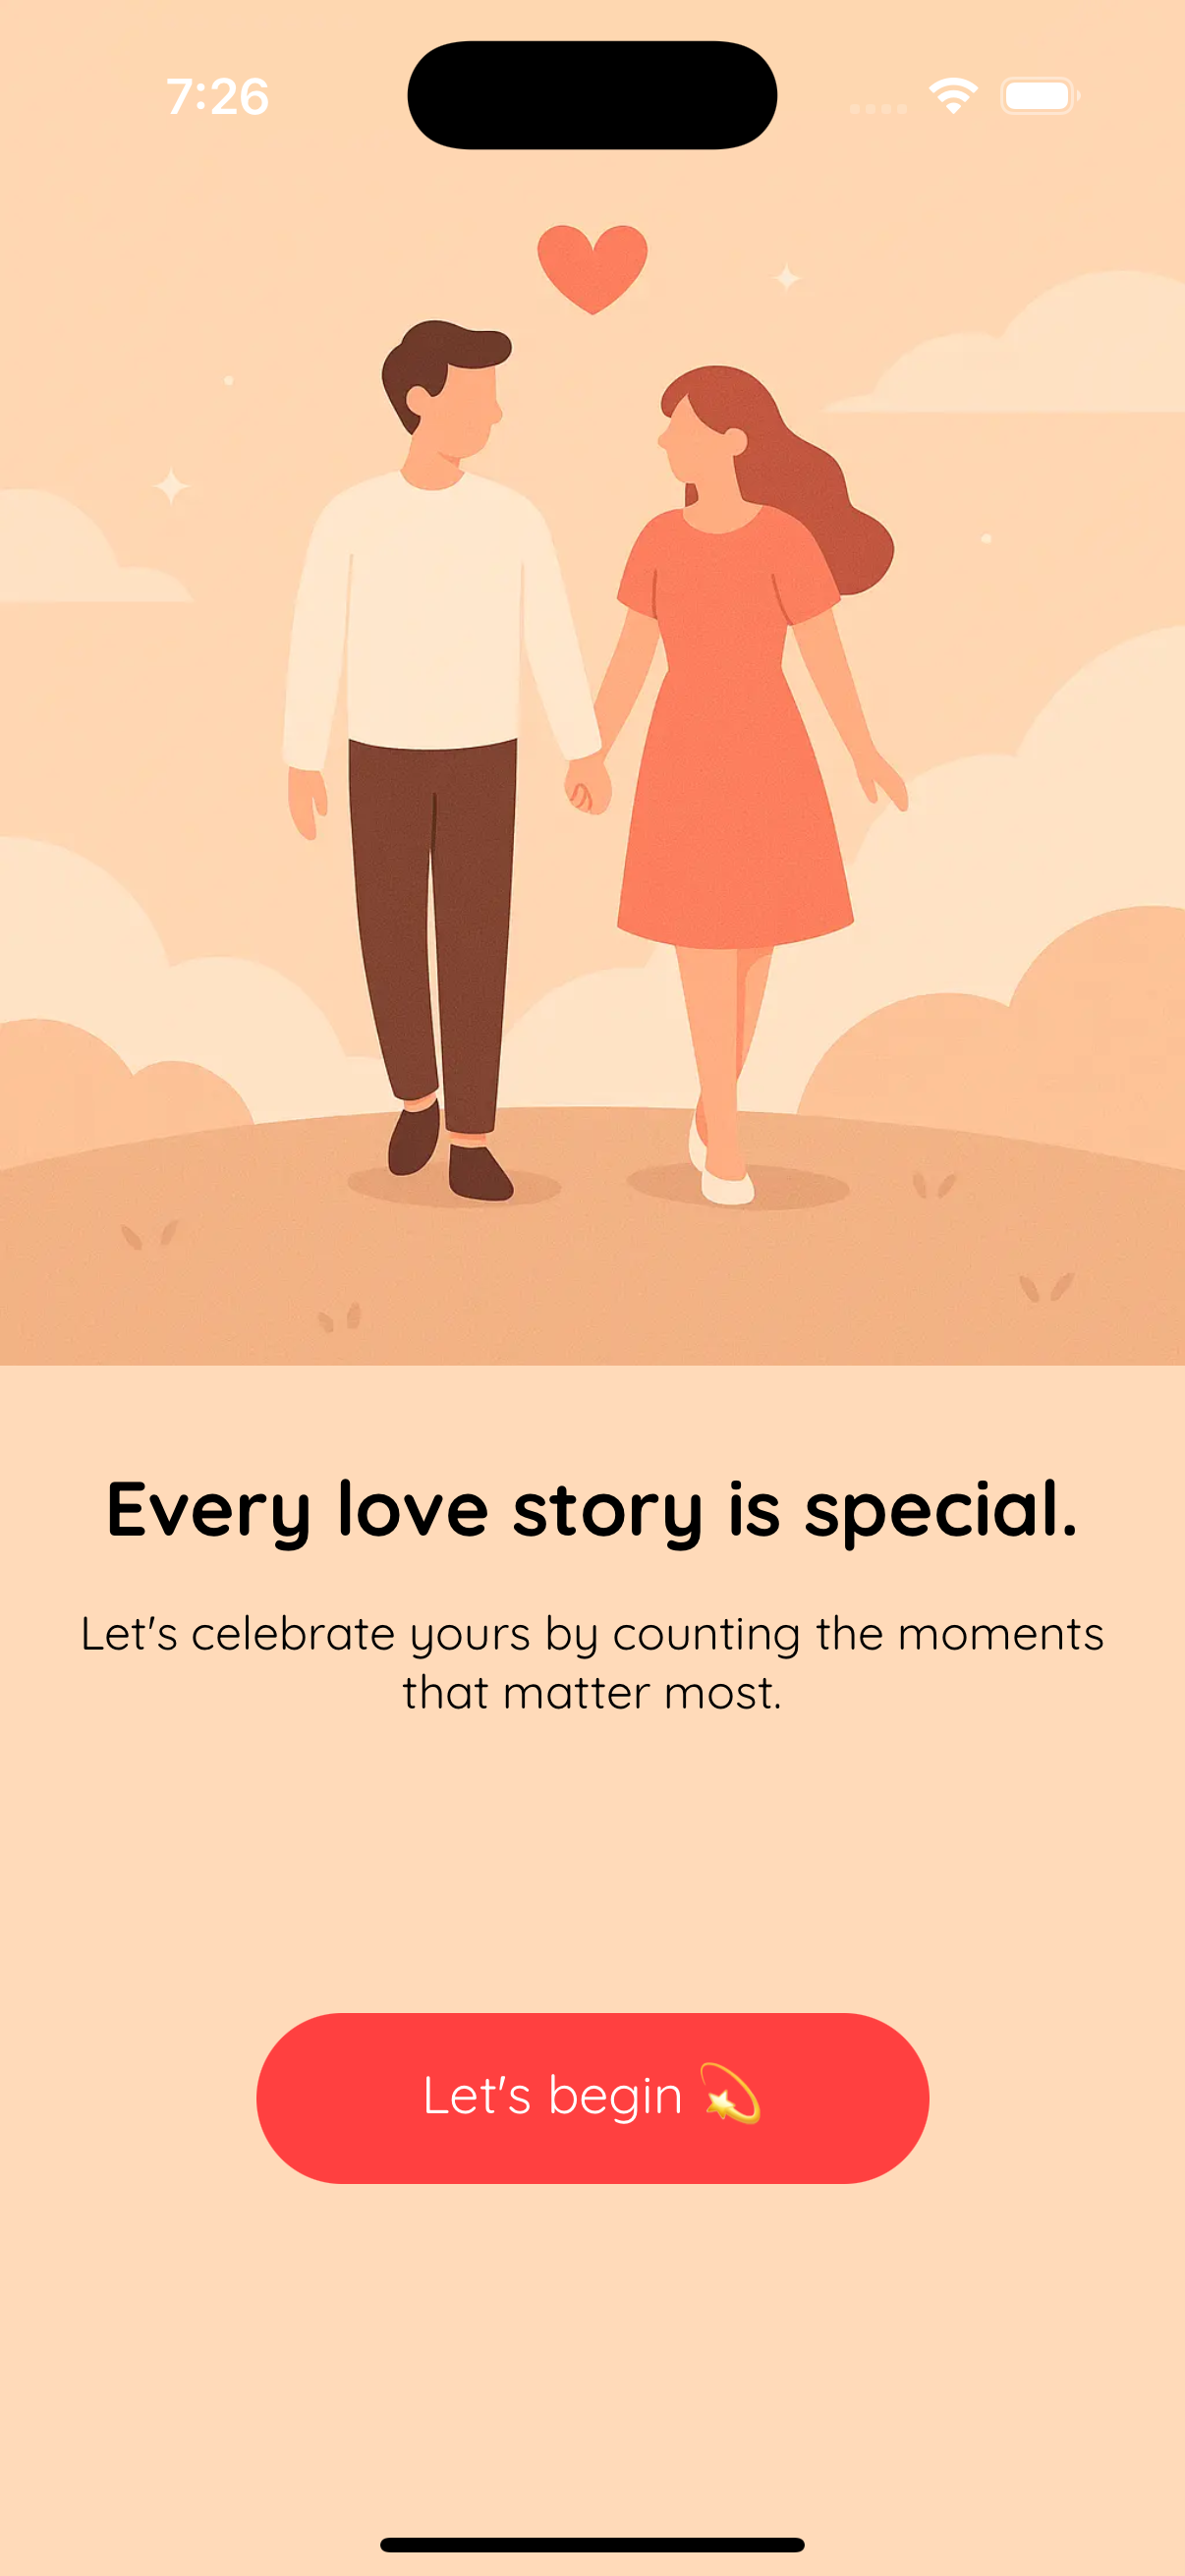 7:26
Every love story is special.
Let's celebrate yours by counting the moments
that matter most.
Let's begin 💫